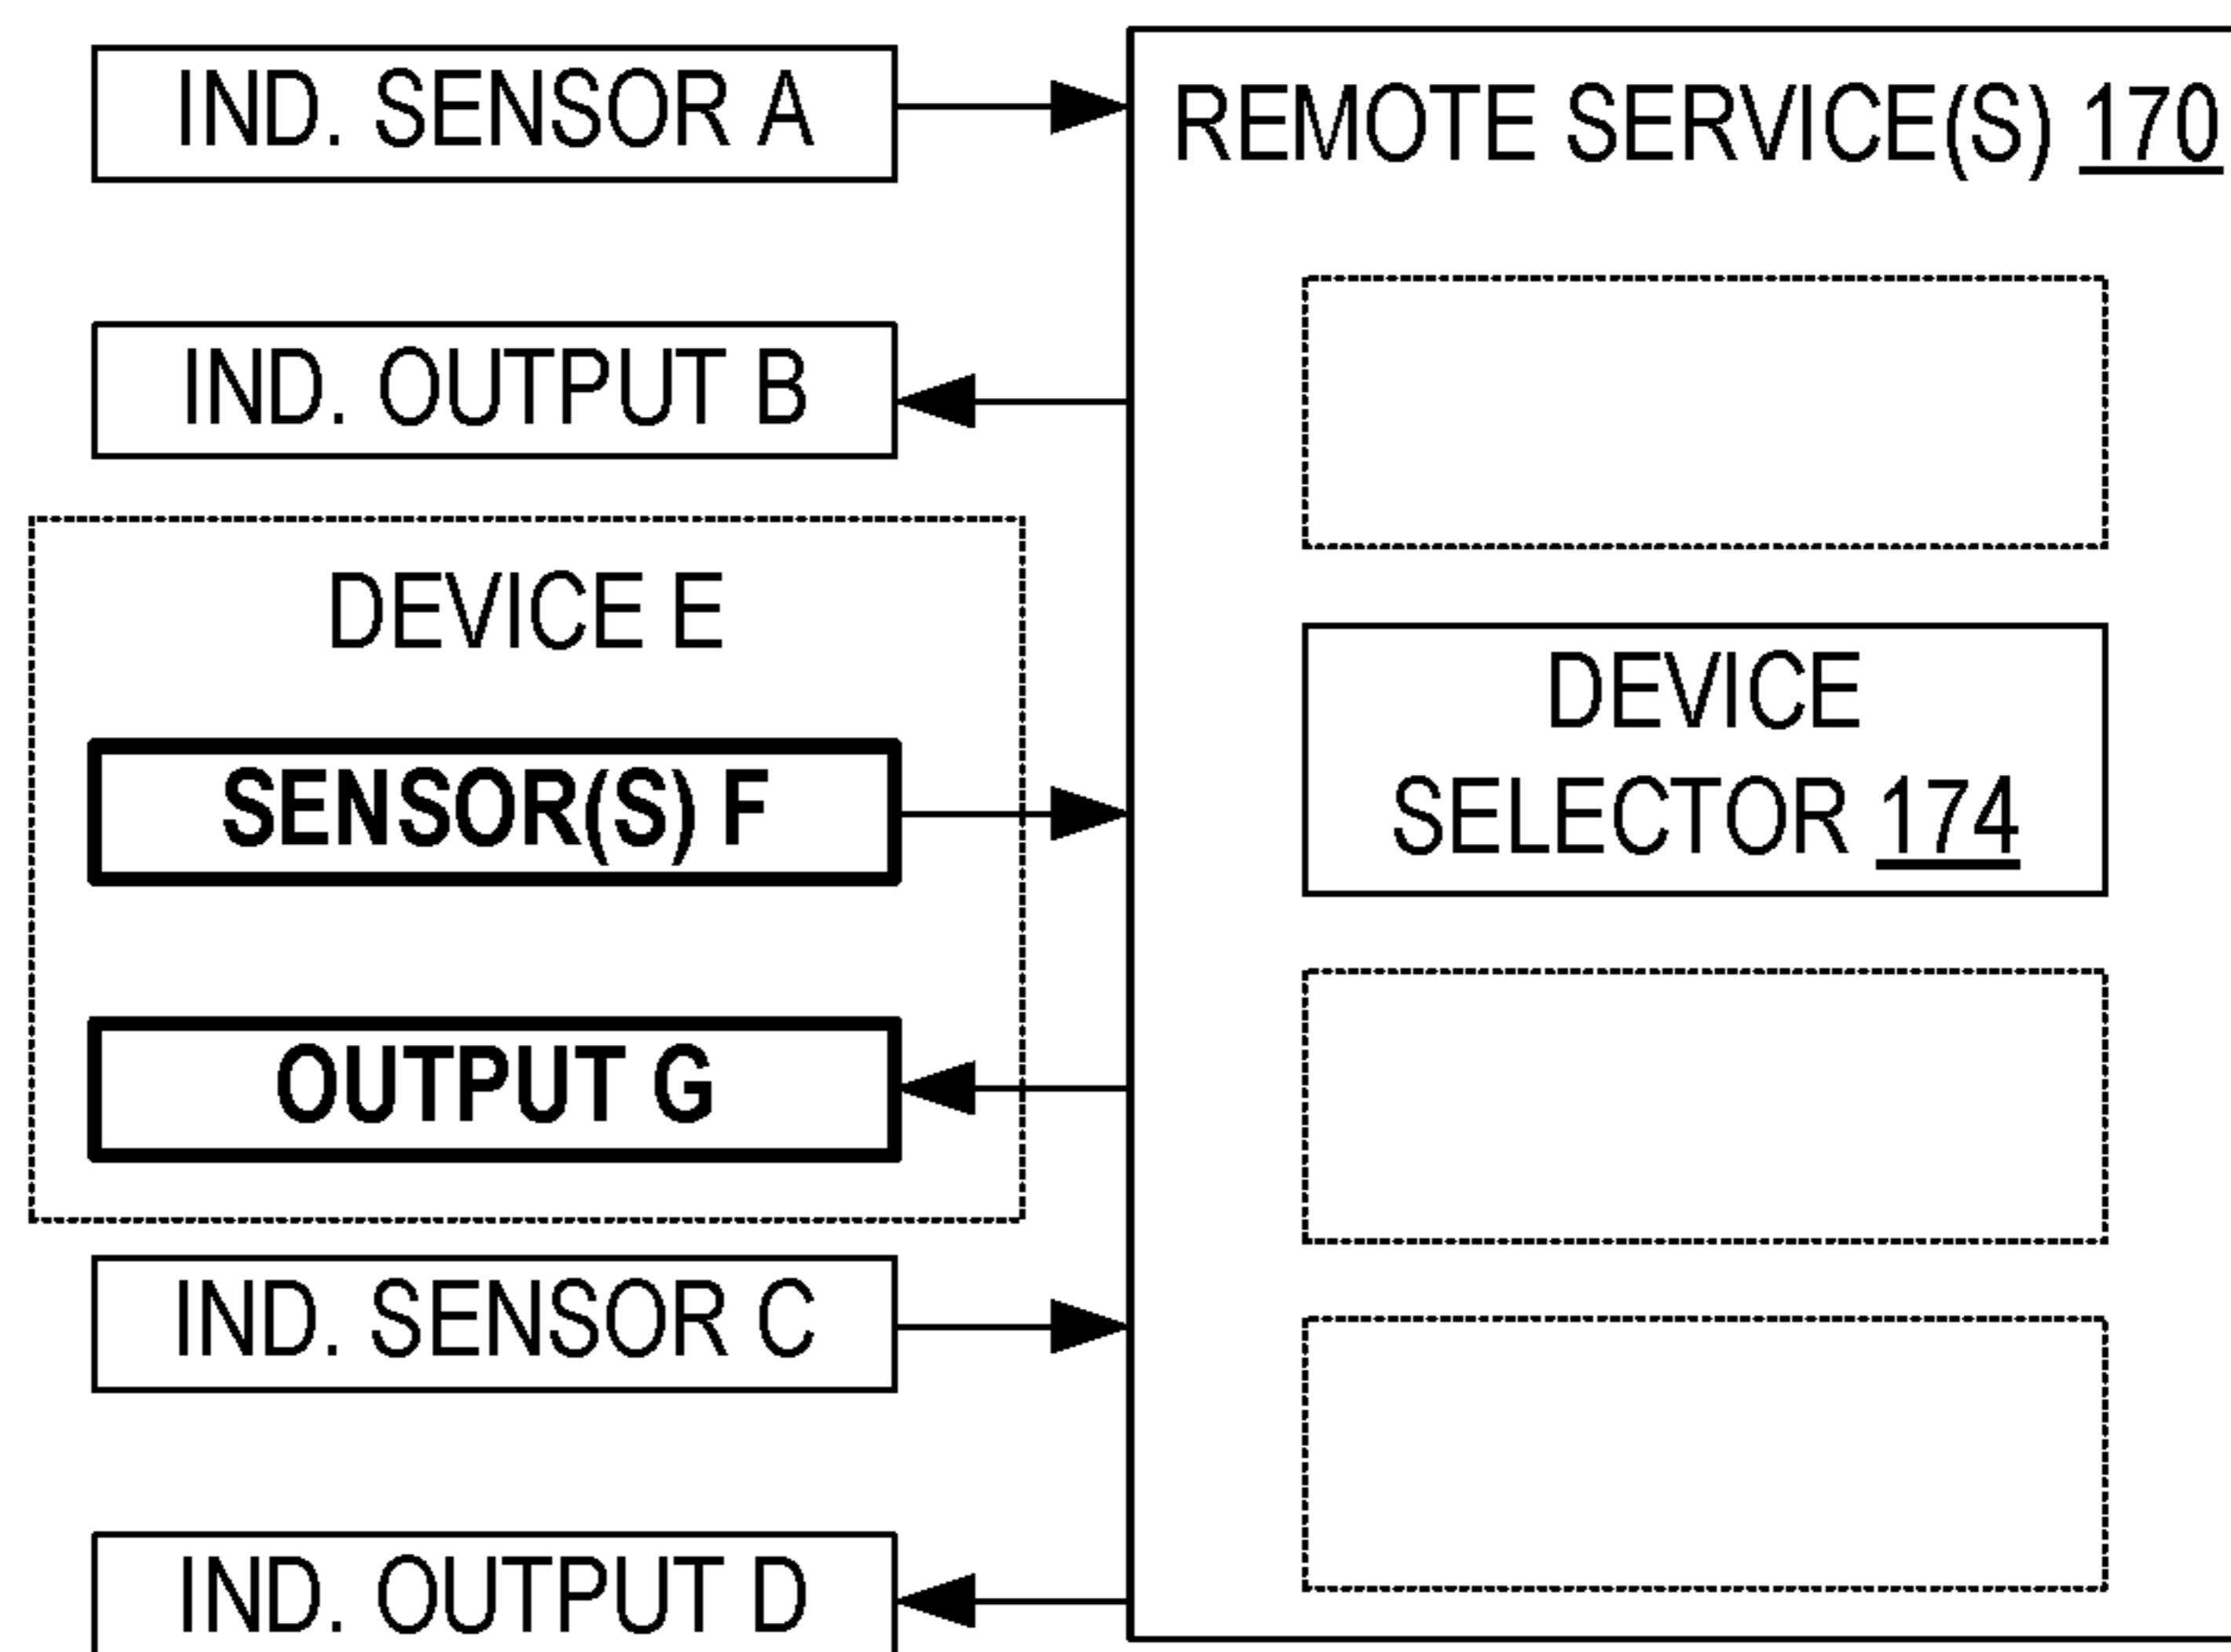 IND. SENSOR A
IND. OUTPUT B
DEVICE E
SENSOR(S) F
OUTPUT G
IND. SENSOR C
IND. OUTPUT D
REMOTE SERVICE(S) 170
DEVICE
SELECTOR 174